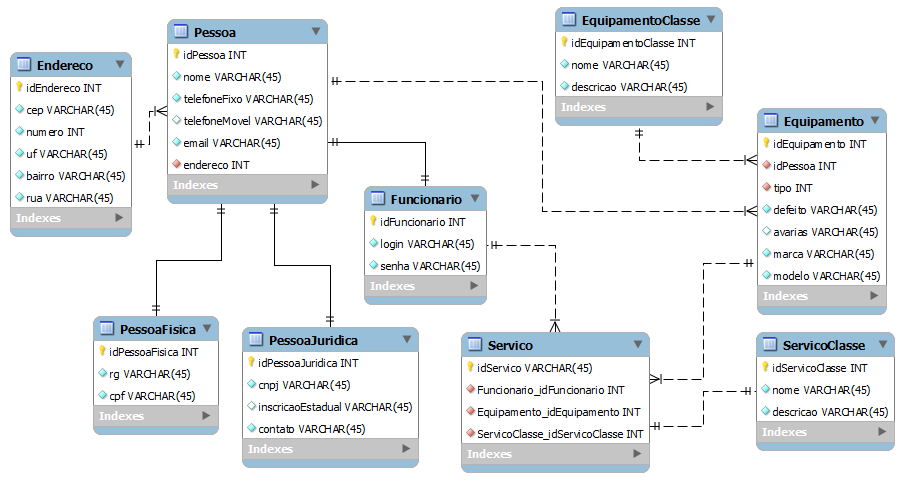 Endereco
idEndereco INT
cep VARCHAR(45)
numero INT
uf VARCHAR(45)
bairro VARCHAR(45)
rua VARCHAR(45)
Indexes
Pessoa
idPessoa INT
nome VARCHAR(45)
telefoneFixo VARCHAR(45)
telefoneMovel VARCHAR(45)
email VARCHAR(45)
endereco INT
Indexes
EquipamentoClasse
idEquipamentoClasse INT
nome VARCHAR(45)
descricao VARCHAR(45)
Indexes
Equipamento
idEquipamento INT
idPessoa INT
tipo INT
defeito VARCHAR(45)
avarias VARCHAR(45)
marca VARCHAR(45)
modelo VARCHAR(45)
Indexes
Funcionario
idFuncionario INT
login VARCHAR(45)
senha VARCHAR(45)
Indexes
PessoaFisica
idPessoaFisica INT
rg VARCHAR(45)
cpf VARCHAR(45)
Indexes
PessoaJuridica
idPessoaJuridica INT
cnpj VARCHAR(45)
inscricaoEstadual VARCHAR(45)
contato VARCHAR(45)
Indexes
Servico
idServico VARCHAR(45)
Funcionario_idFuncionario INT
Equipamento_idEquipamento INT
ServicoClasse_idServicoClasse INT
Indexes
ServicoClasse
idServicoClasse INT
nome VARCHAR(45)
descricao VARCHAR(45)
Indexes